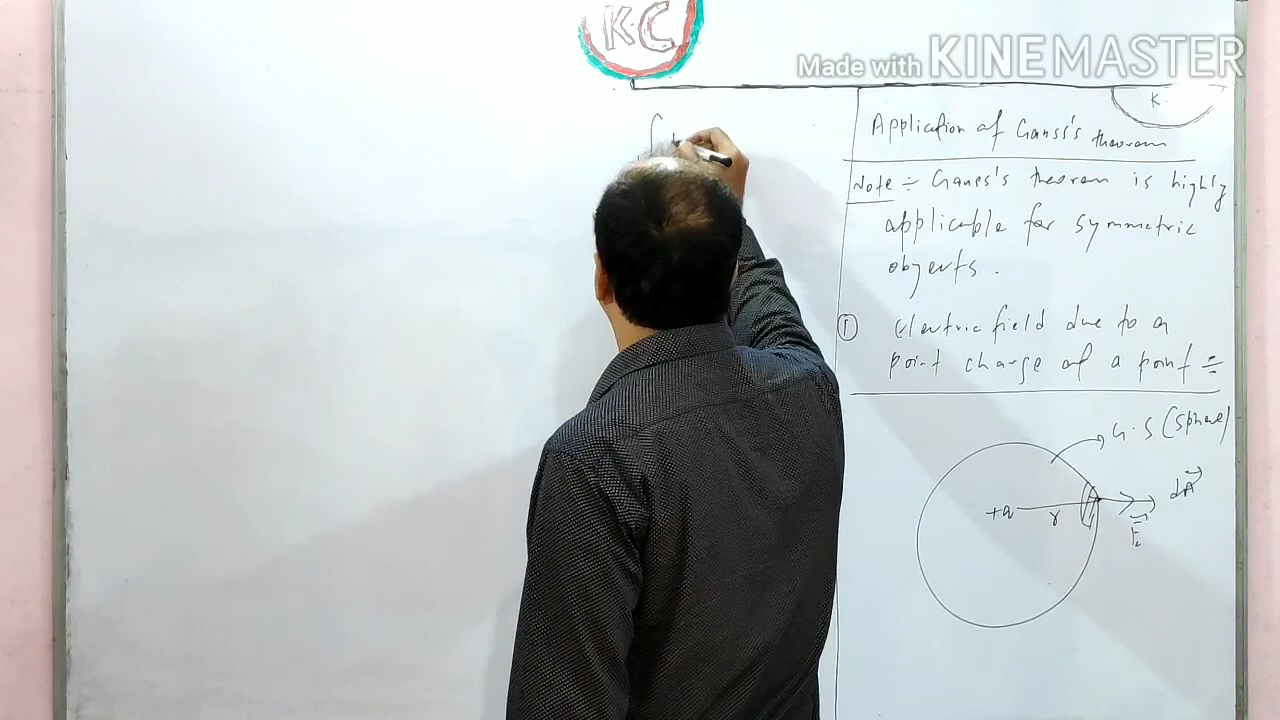 KC
Made with KINEMASTER
K.
Application of Gauss's theorem
Note ÷ Gauss's theorem is highly
applicable for symmetric
objects.
① Electric field due to a
point charge at a point ÷
G.S (Sphere)
dA
+q
r
E
∫